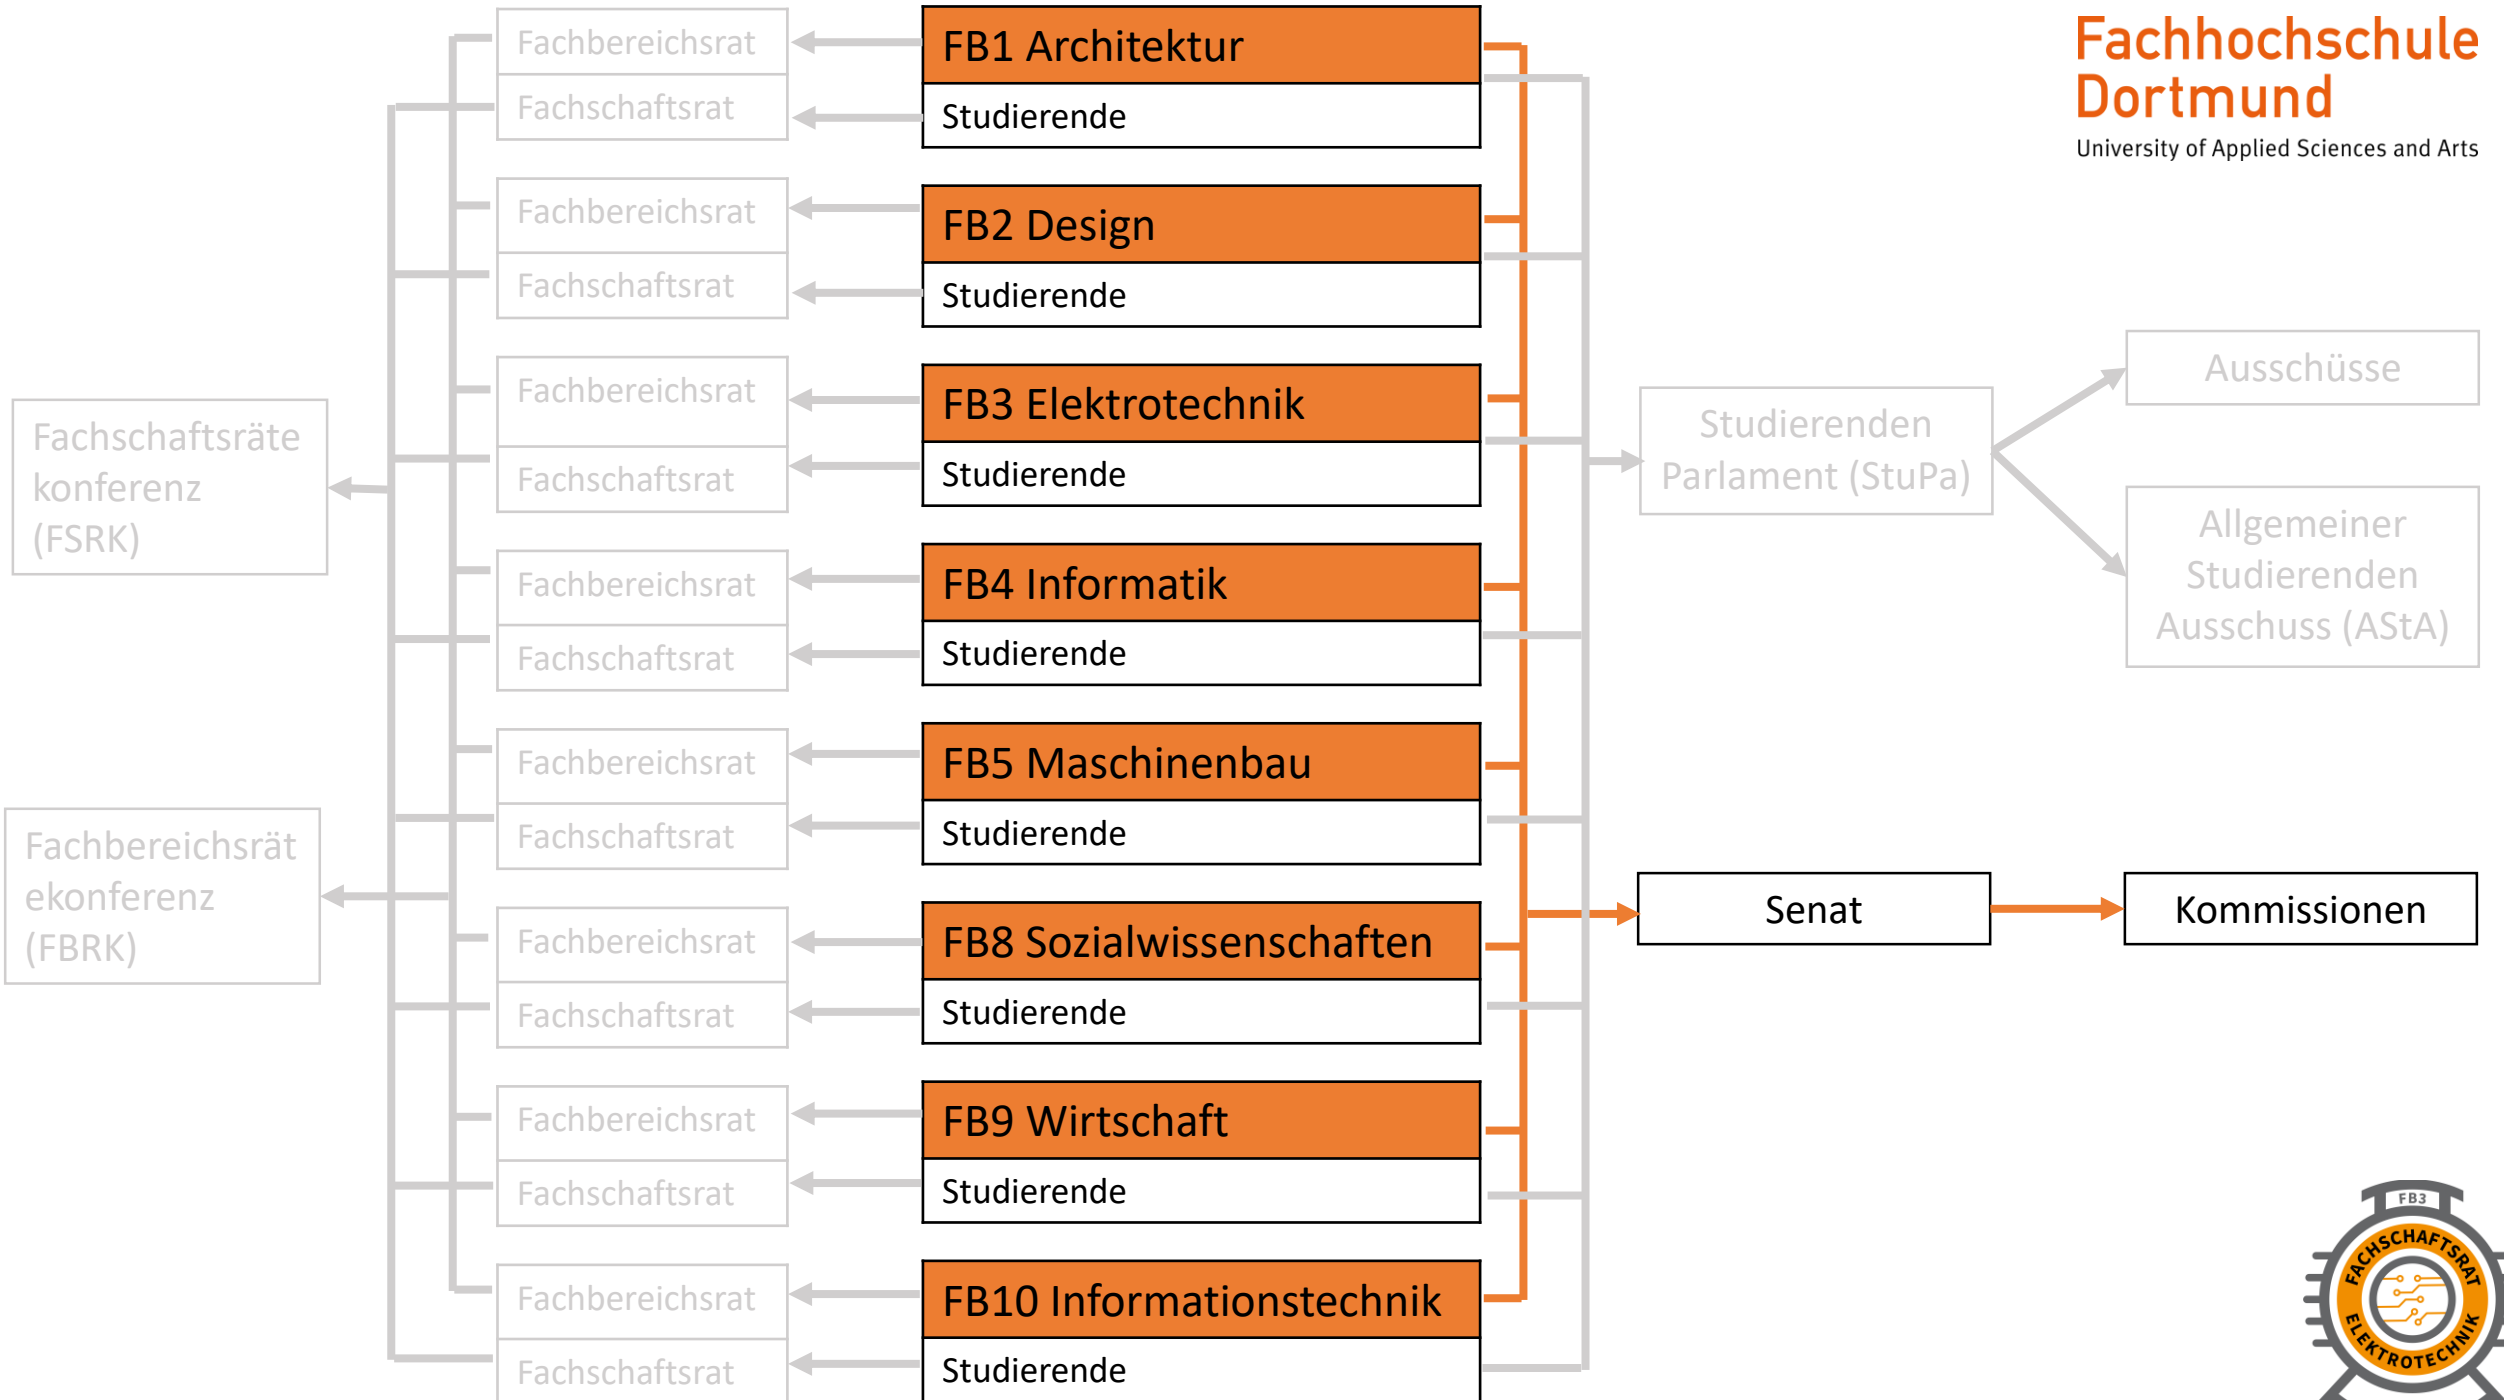 Fachhochschule
Dortmund
University of Applied Sciences and Arts
Fachschaftsräte
konferenz
(FSRK)
Fachbereichsrät
ekonferenz
(FBRK)
Fachbereichsrat
Fachschaftsrat
Fachbereichsrat
Fachschaftsrat
Fachbereichsrat
Fachschaftsrat
Fachbereichsrat
Fachschaftsrat
Fachbereichsrat
Fachschaftsrat
Fachbereichsrat
Fachschaftsrat
Fachbereichsrat
Fachschaftsrat
Fachbereichsrat
Fachschaftsrat
FB1 Architektur
Studierende
FB2 Design
Studierende
FB3 Elektrotechnik
Studierende
FB4 Informatik
Studierende
FB5 Maschinenbau
Studierende
FB8 Sozialwissenschaften
Studierende
FB9 Wirtschaft
Studierende
FB10 Informationstechnik
Studierende
Studierenden
Parlament (StuPa)
Ausschüsse
Allgemeiner
Studierenden
Ausschuss (AStA)
Senat
Kommissionen
FB3
FACHSCHAFTSRAT
ELEKTROTECHNIK